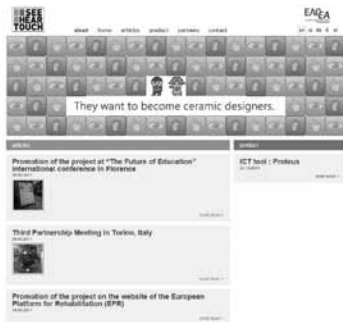 SEE
HEAR
TOUCH
EACEA
about home articles product partners contact
They want to become ceramic designers.
articles
product
Promotion of the project at "The Future of Education"
international conference in Florence
Third Partnership Meeting in Torino, Italy
Promotion of the project on the website of the European
Platform for Rehabilitation (EPR)
ICT tool : Proteus